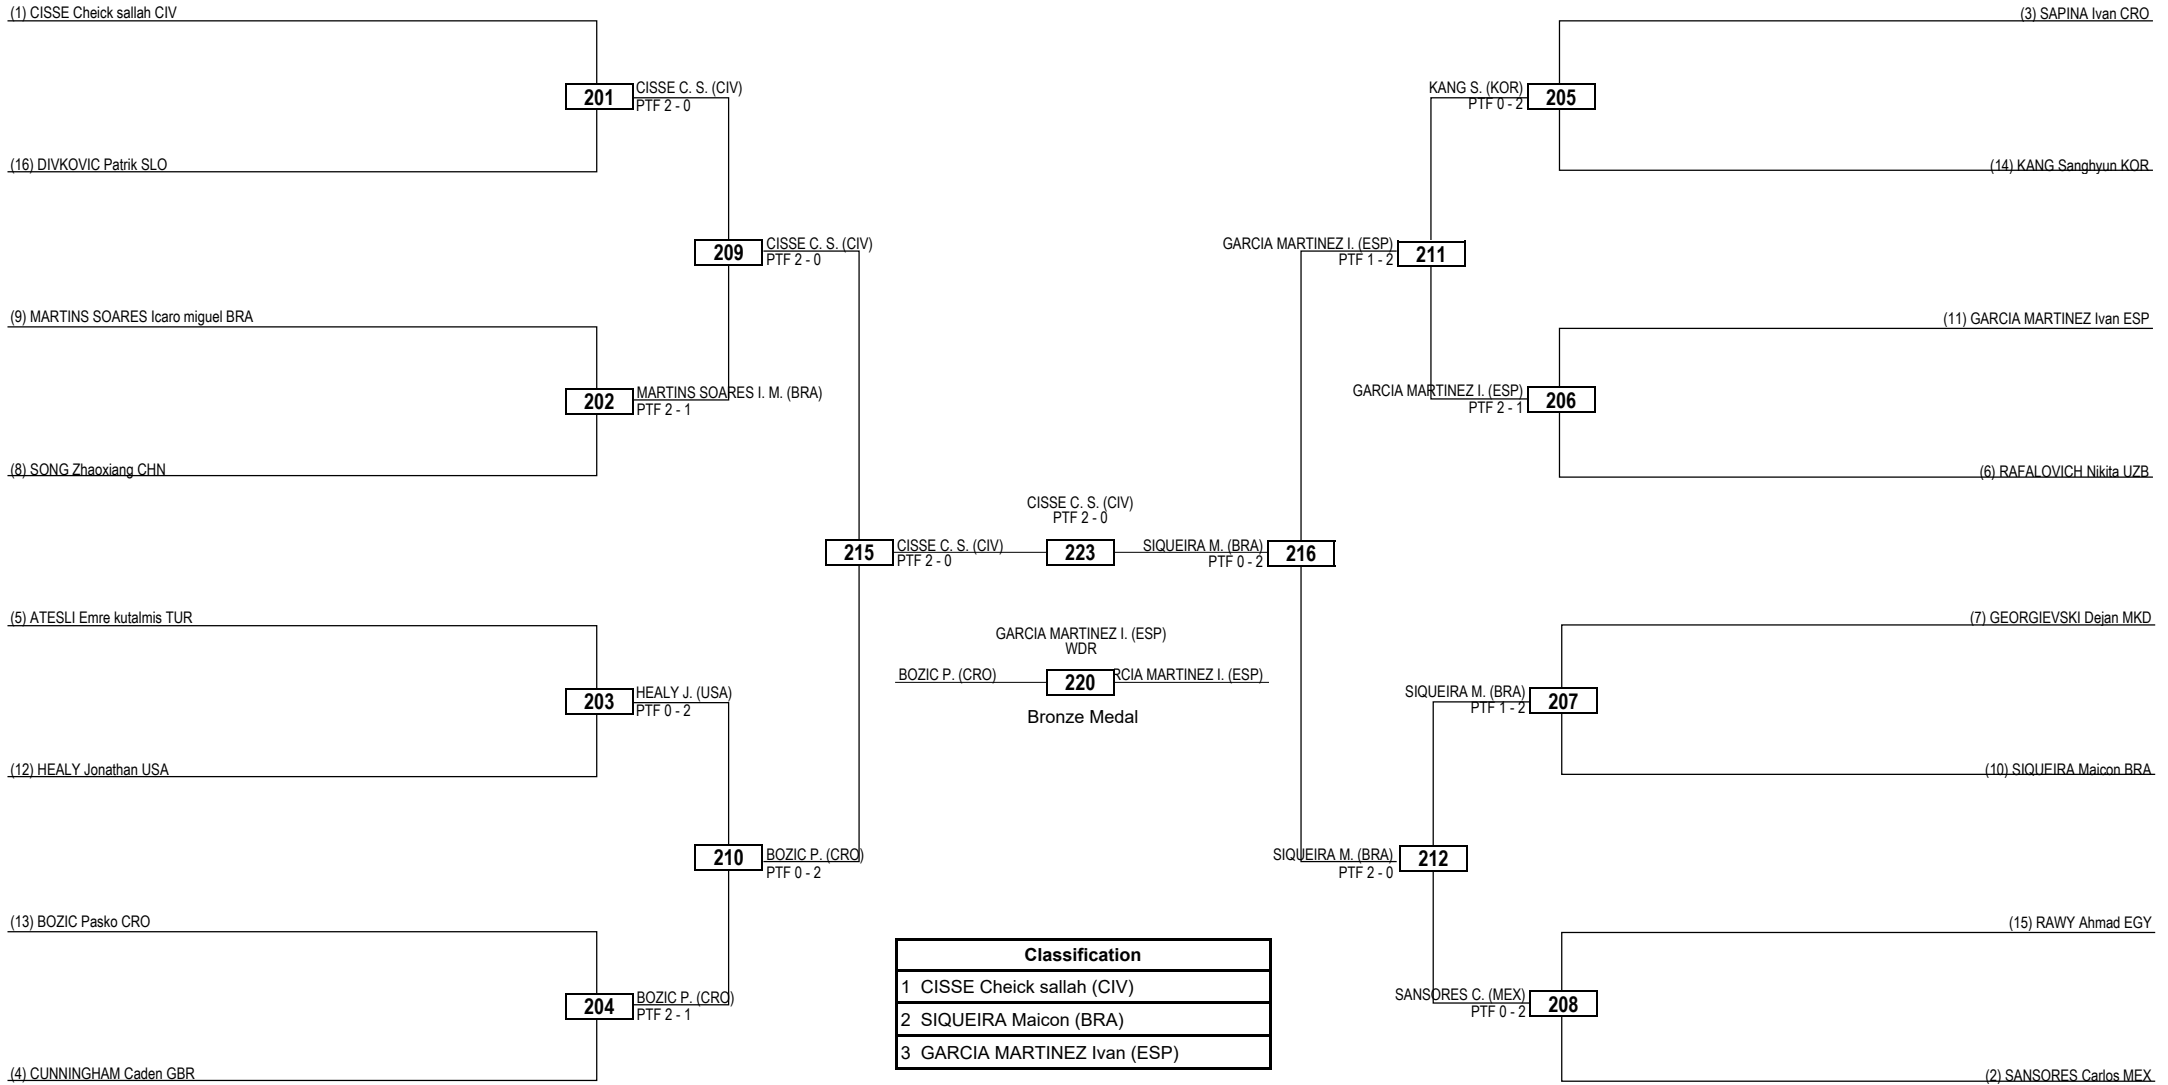 (1) CISSE Cheick sallah CIV
201
CISSE C. S. (CIV)
PTF 2 - 0
(16) DIVKOVIC Patrik SLO
209
CISSE C. S. (CIV)
PTF 2 - 0
(9) MARTINS SOARES Icaro miguel BRA
202
MARTINS SOARES I. M. (BRA)
PTF 2 - 1
(8) SONG Zhaoxiang CHN
215
CISSE C. S. (CIV)
PTF 2 - 0
(5) ATESLI Emre kutalmis TUR
203
HEALY J. (USA)
PTF 0 - 2
(12) HEALY Jonathan USA
210
BOZIC P. (CRO)
PTF 0 - 2
(13) BOZIC Pasko CRO
204
BOZIC P. (CRO)
PTF 2 - 1
(4) CUNNINGHAM Caden GBR
CISSE C. S. (CIV)
PTF 2 - 0
223
GARCIA MARTINEZ I. (ESP)
WDR
BOZIC P. (CRO)
220
RCIA MARTINEZ I. (ESP)
Bronze Medal
Classification
1 CISSE Cheick sallah (CIV)
2 SIQUEIRA Maicon (BRA)
3 GARCIA MARTINEZ Ivan (ESP)
(3) SAPINA Ivan CRO
KANG S. (KOR)
PTF 0 - 2
205
(14) KANG Sanghyun KOR
GARCIA MARTINEZ I. (ESP)
PTF 1 - 2
211
(11) GARCIA MARTINEZ Ivan ESP
GARCIA MARTINEZ I. (ESP)
PTF 2 - 1
206
(6) RAFALOVICH Nikita UZB
SIQUEIRA M. (BRA)
PTF 0 - 2
216
(7) GEORGIEVSKI Dejan MKD
SIQUEIRA M. (BRA)
PTF 1 - 2
207
(10) SIQUEIRA Maicon BRA
SIQUEIRA M. (BRA)
PTF 2 - 0
212
(15) RAWY Ahmad EGY
SANSORES C. (MEX)
PTF 0 - 2
208
(2) SANSORES Carlos MEX